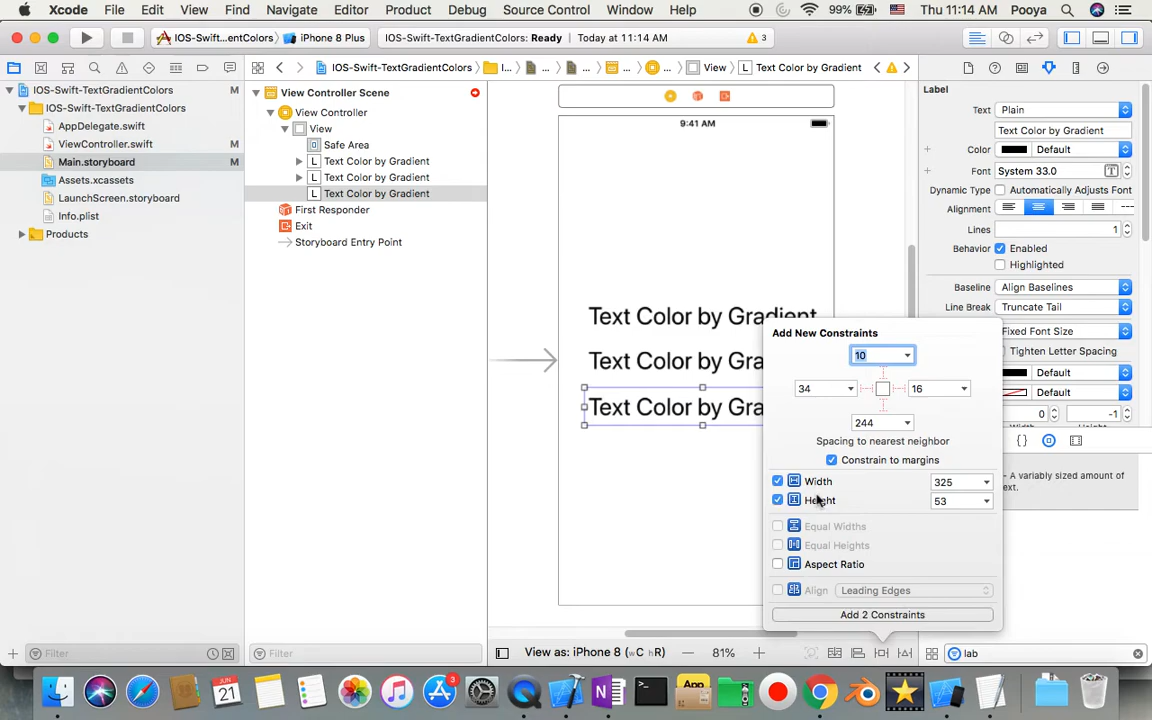 Xcode File Edit View Find Navigate Editor Product Debug Source Control Window Help 99% Thu 11:14 AM Pooya
IOS-Swift...entColors iPhone 8 Plus IOS-Swift-TextGradientColors: Ready Today at 11:14 AM 3
IOS-Swift-TextGradientColors I... ... ... ... ... View L Text Color by Gradient
IOS-Swift-TextGradientColors M
IOS-Swift-TextGradientColors
AppDelegate.swift
ViewController.swift M
Main.storyboard M
Assets.xcassets
LaunchScreen.storyboard
Info.plist
Products
Filter
View Controller Scene
View Controller
View
Safe Area
L Text Color by Gradient
L Text Color by Gradient
L Text Color by Gradient
First Responder
Exit
Storyboard Entry Point
Filter
9:41 AM
Text Color by Gradient
Text Color by Gra
Text Color by Gra
View as: iPhone 8 (wC hR) 81%
Add New Constraints
10
34 16
244
Spacing to nearest neighbor
Constrain to margins
Width 325
Height 53
Equal Widths
Equal Heights
Aspect Ratio
Align Leading Edges
Add 2 Constraints
Label
Text Plain
Text Color by Gradient
Color Default
Font System 33.0 T
Dynamic Type Automatically Adjusts Font
Alignment
Lines 1
Behavior Enabled
Highlighted
Baseline Align Baselines
Line Break Truncate Tail
Fixed Font Size
Tighten Letter Spacing
Default
Default
0 -1
Width Height
{}
- A variably sized amount of
ext.
lab
JUN
21
App
3